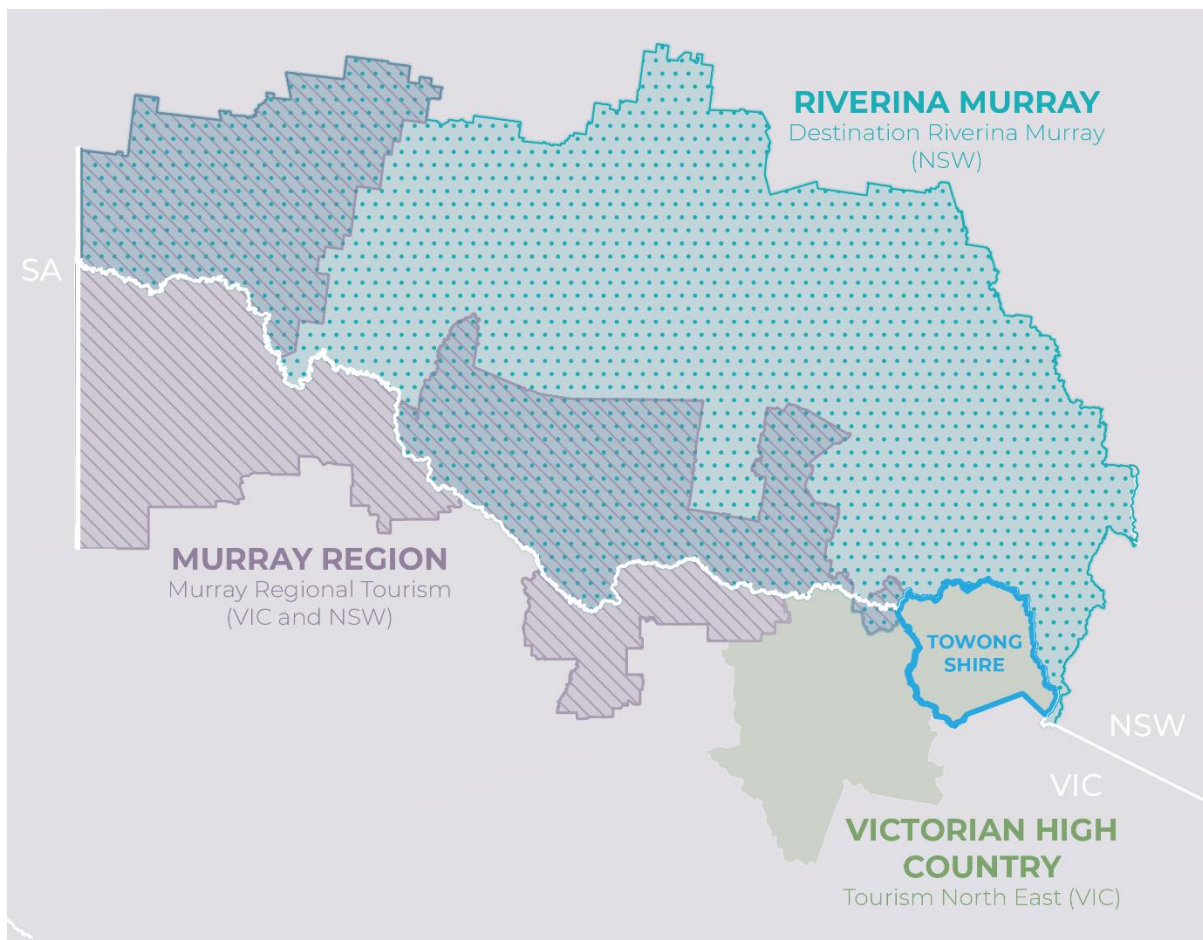 RIVERINA MURRAY
Destination Riverina Murray
(NSW)
SA
MURRAY REGION
Murray Regional Tourism
(VIC and NSW)
TOWONG
SHIRE
NSW
VIC
VICTORIAN HIGH
COUNTRY
Tourism North East (VIC)